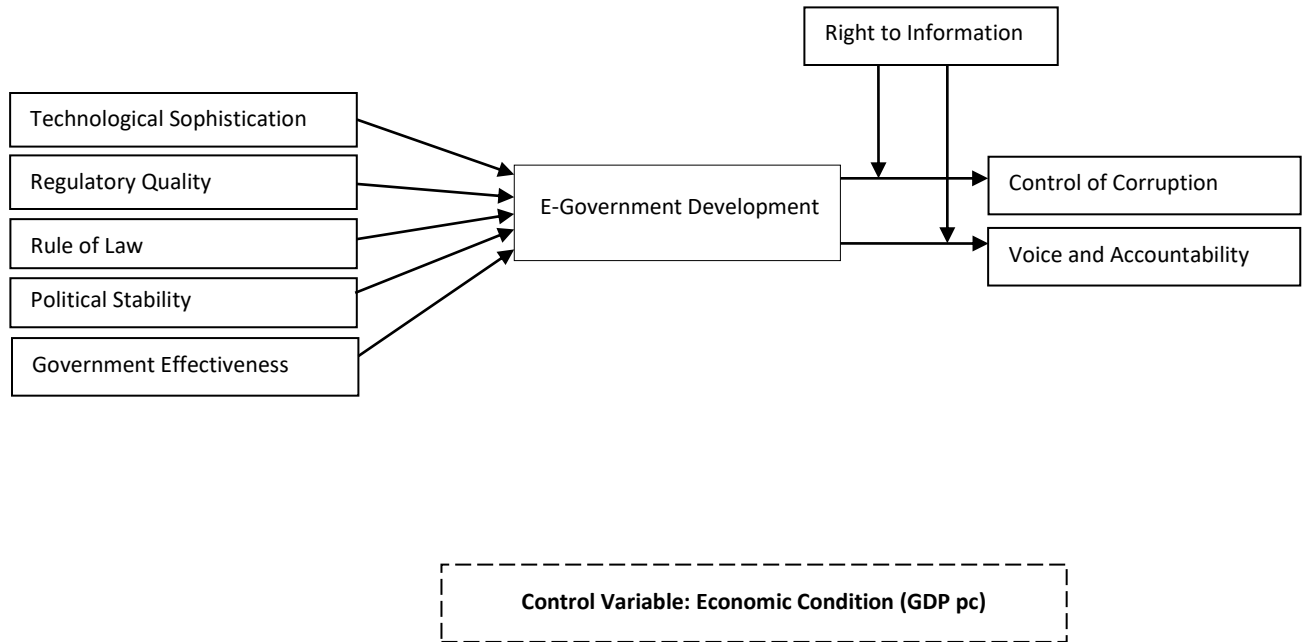 Right to Information
Technological Sophistication
Regulatory Quality
Rule of Law
Political Stability
Government Effectiveness
E-Government Development
Control of Corruption
Voice and Accountability
Control Variable: Economic Condition (GDP pc)